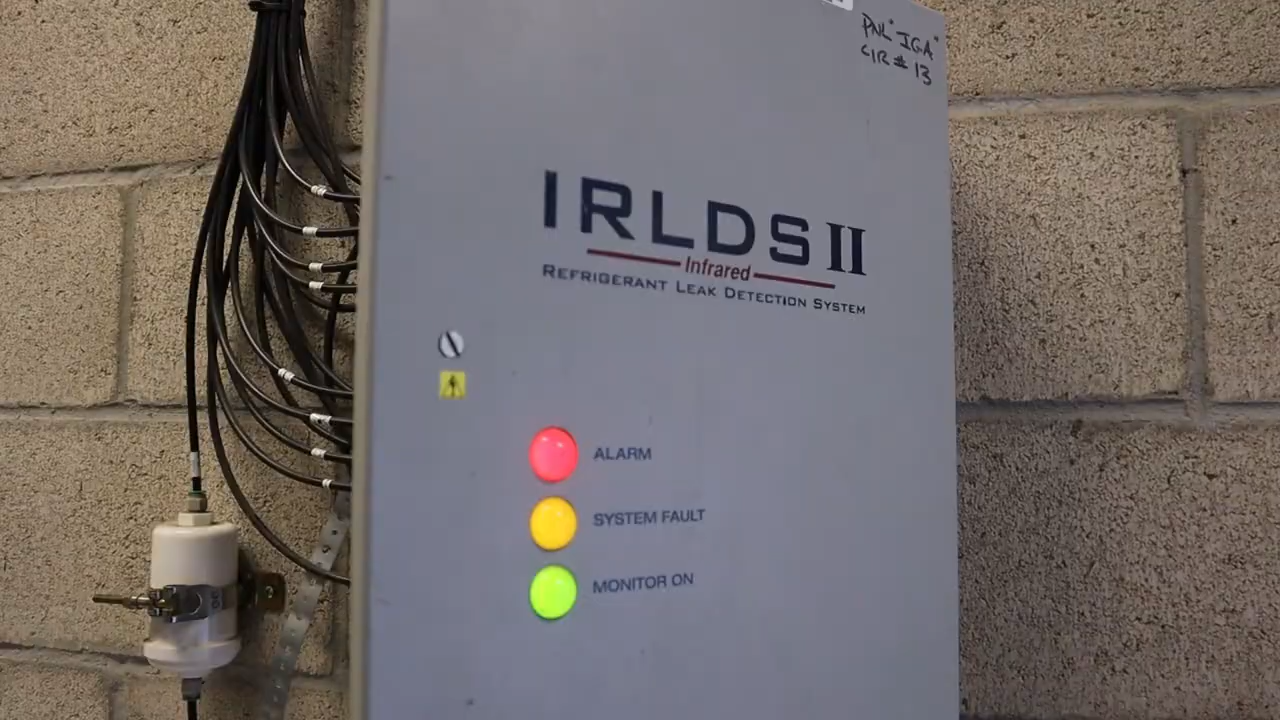 PNL "IGA"
CIR # 13
IRLDS II
Infrared
REFRIGERANT LEAK DETECTION SYSTEM
ALARM
SYSTEM FAULT
MONITOR ON